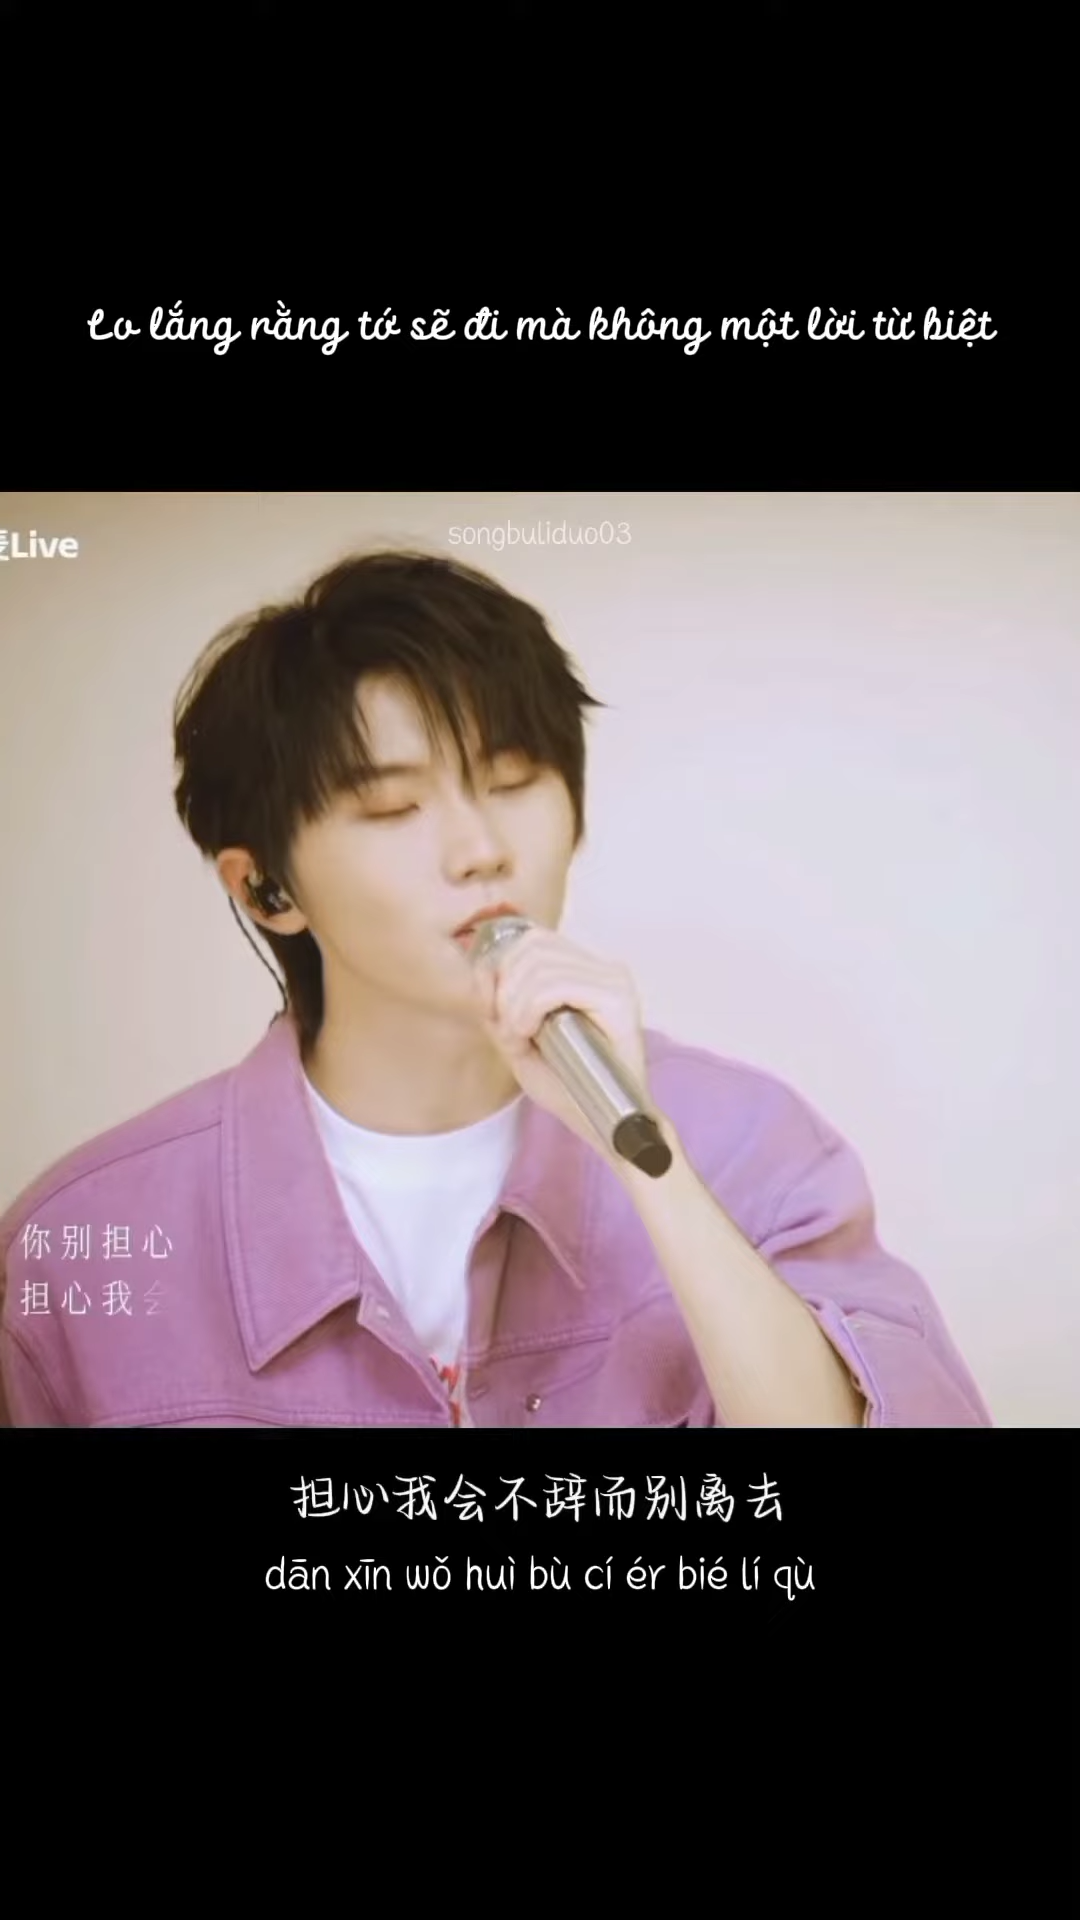 Lo lắng rằng tớ sẽ đi mà không một lời từ biệt
Live
songbuliduo03
你别担心
担心我会
担心我会不辞而别离去
dān xīn wǒ huì bù cí ér bié lí qù